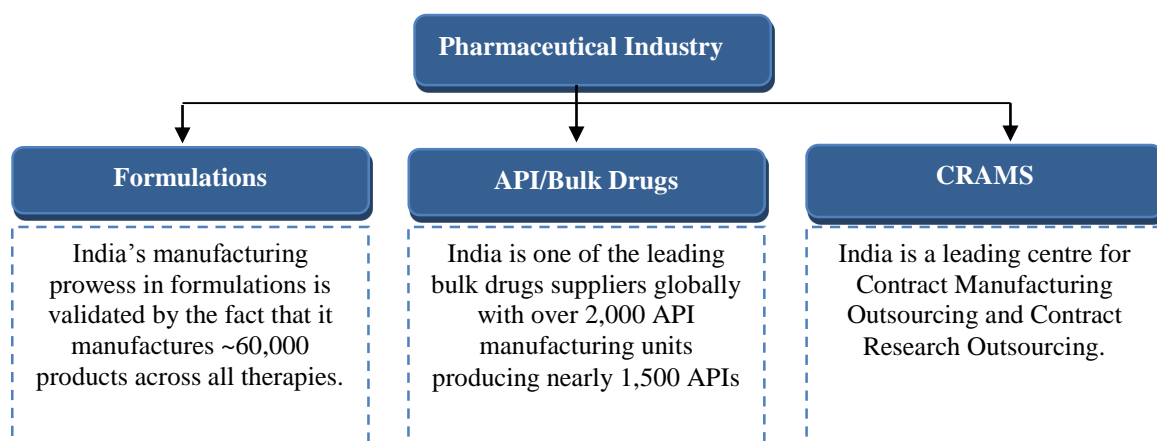 Pharmaceutical Industry
Formulations
India’s manufacturing
prowess in formulations is
validated by the fact that it
manufactures ~60,000
products across all therapies.
API/Bulk Drugs
India is one of the leading
bulk drugs suppliers globally
with over 2,000 API
manufacturing units
producing nearly 1,500 APIs
CRAMS
India is a leading centre for
Contract Manufacturing
Outsourcing and Contract
Research Outsourcing.